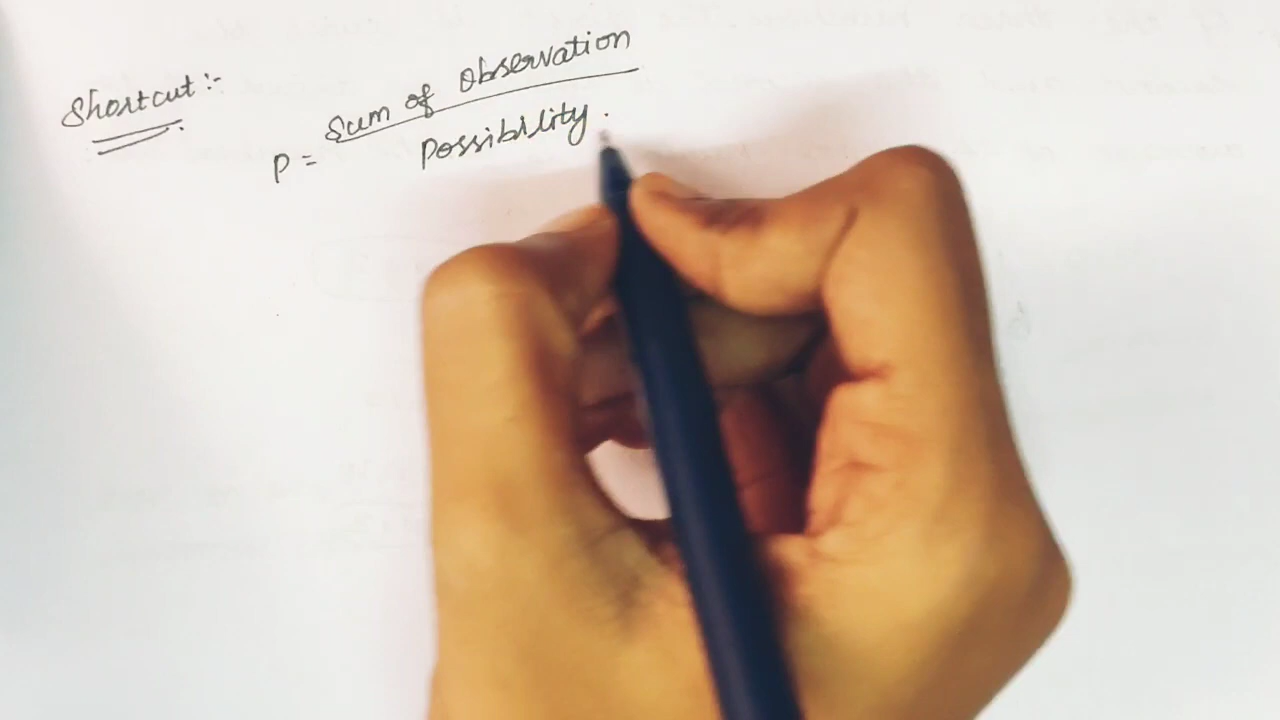 Shortcut :-
P = Sum of Observation
Possibility.